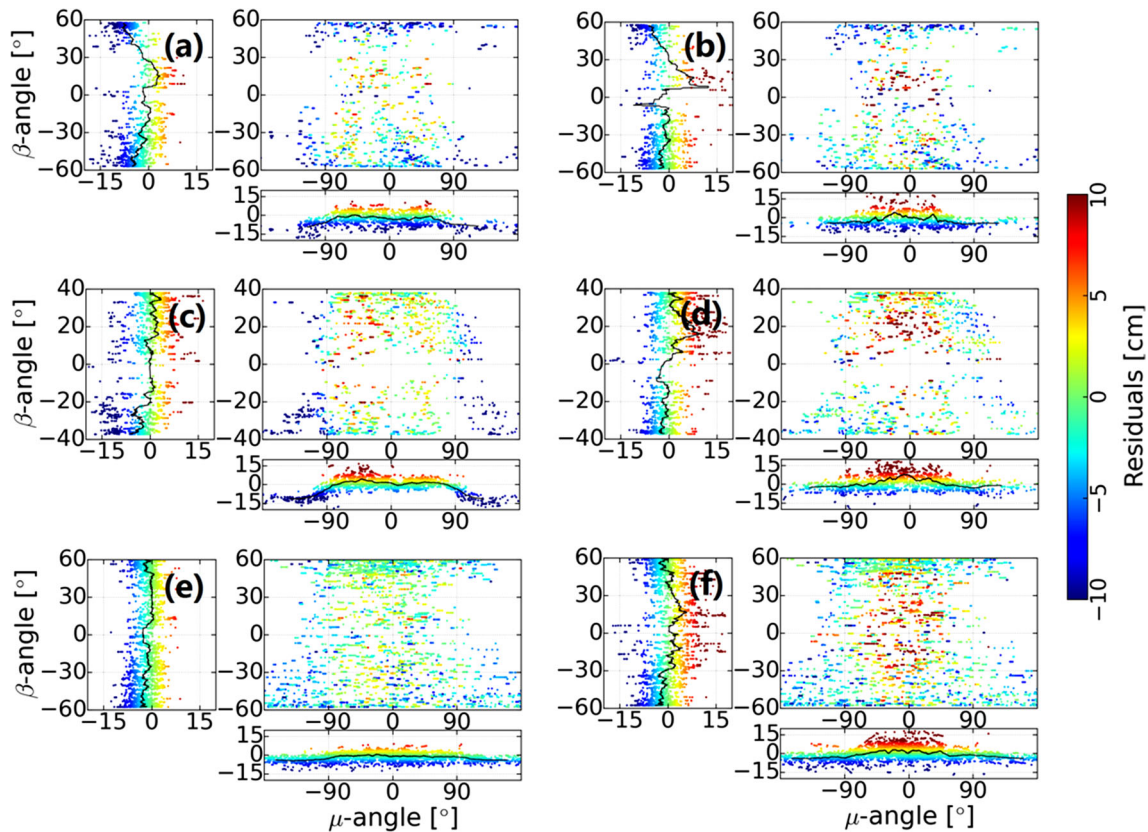 60 (a) 60 60 (b) 60
30 30 30 30
β-angle [°] 0 0 0 0
−30 −30 −30 −30
−60 −60 −60 −60
−15 0 15 −90 0 90 −15 0 15 −90 0 90
15 15
0 0
−15 −15
−90 0 90 −90 0 90
40 (c) 40 40 (d) 40
20 20 20 20
β-angle [°] 0 0 0 0
−20 −20 −20 −20
−40 −40 −40 −40
−15 0 15 −90 0 90 −15 0 15 −90 0 90
15 15
0 0
−15 −15
−90 0 90 −90 0 90
60 (e) 60 60 (f) 60
30 30 30 30
β-angle [°] 0 0 0 0
−30 −30 −30 −30
−60 −60 −60 −60
−15 0 15 −90 0 90 −15 0 15 −90 0 90
15 15
0 0
−15 −15
−90 0 90 −90 0 90
μ-angle [°] μ-angle [°]
10
5
0
−5
−10
Residuals [cm]